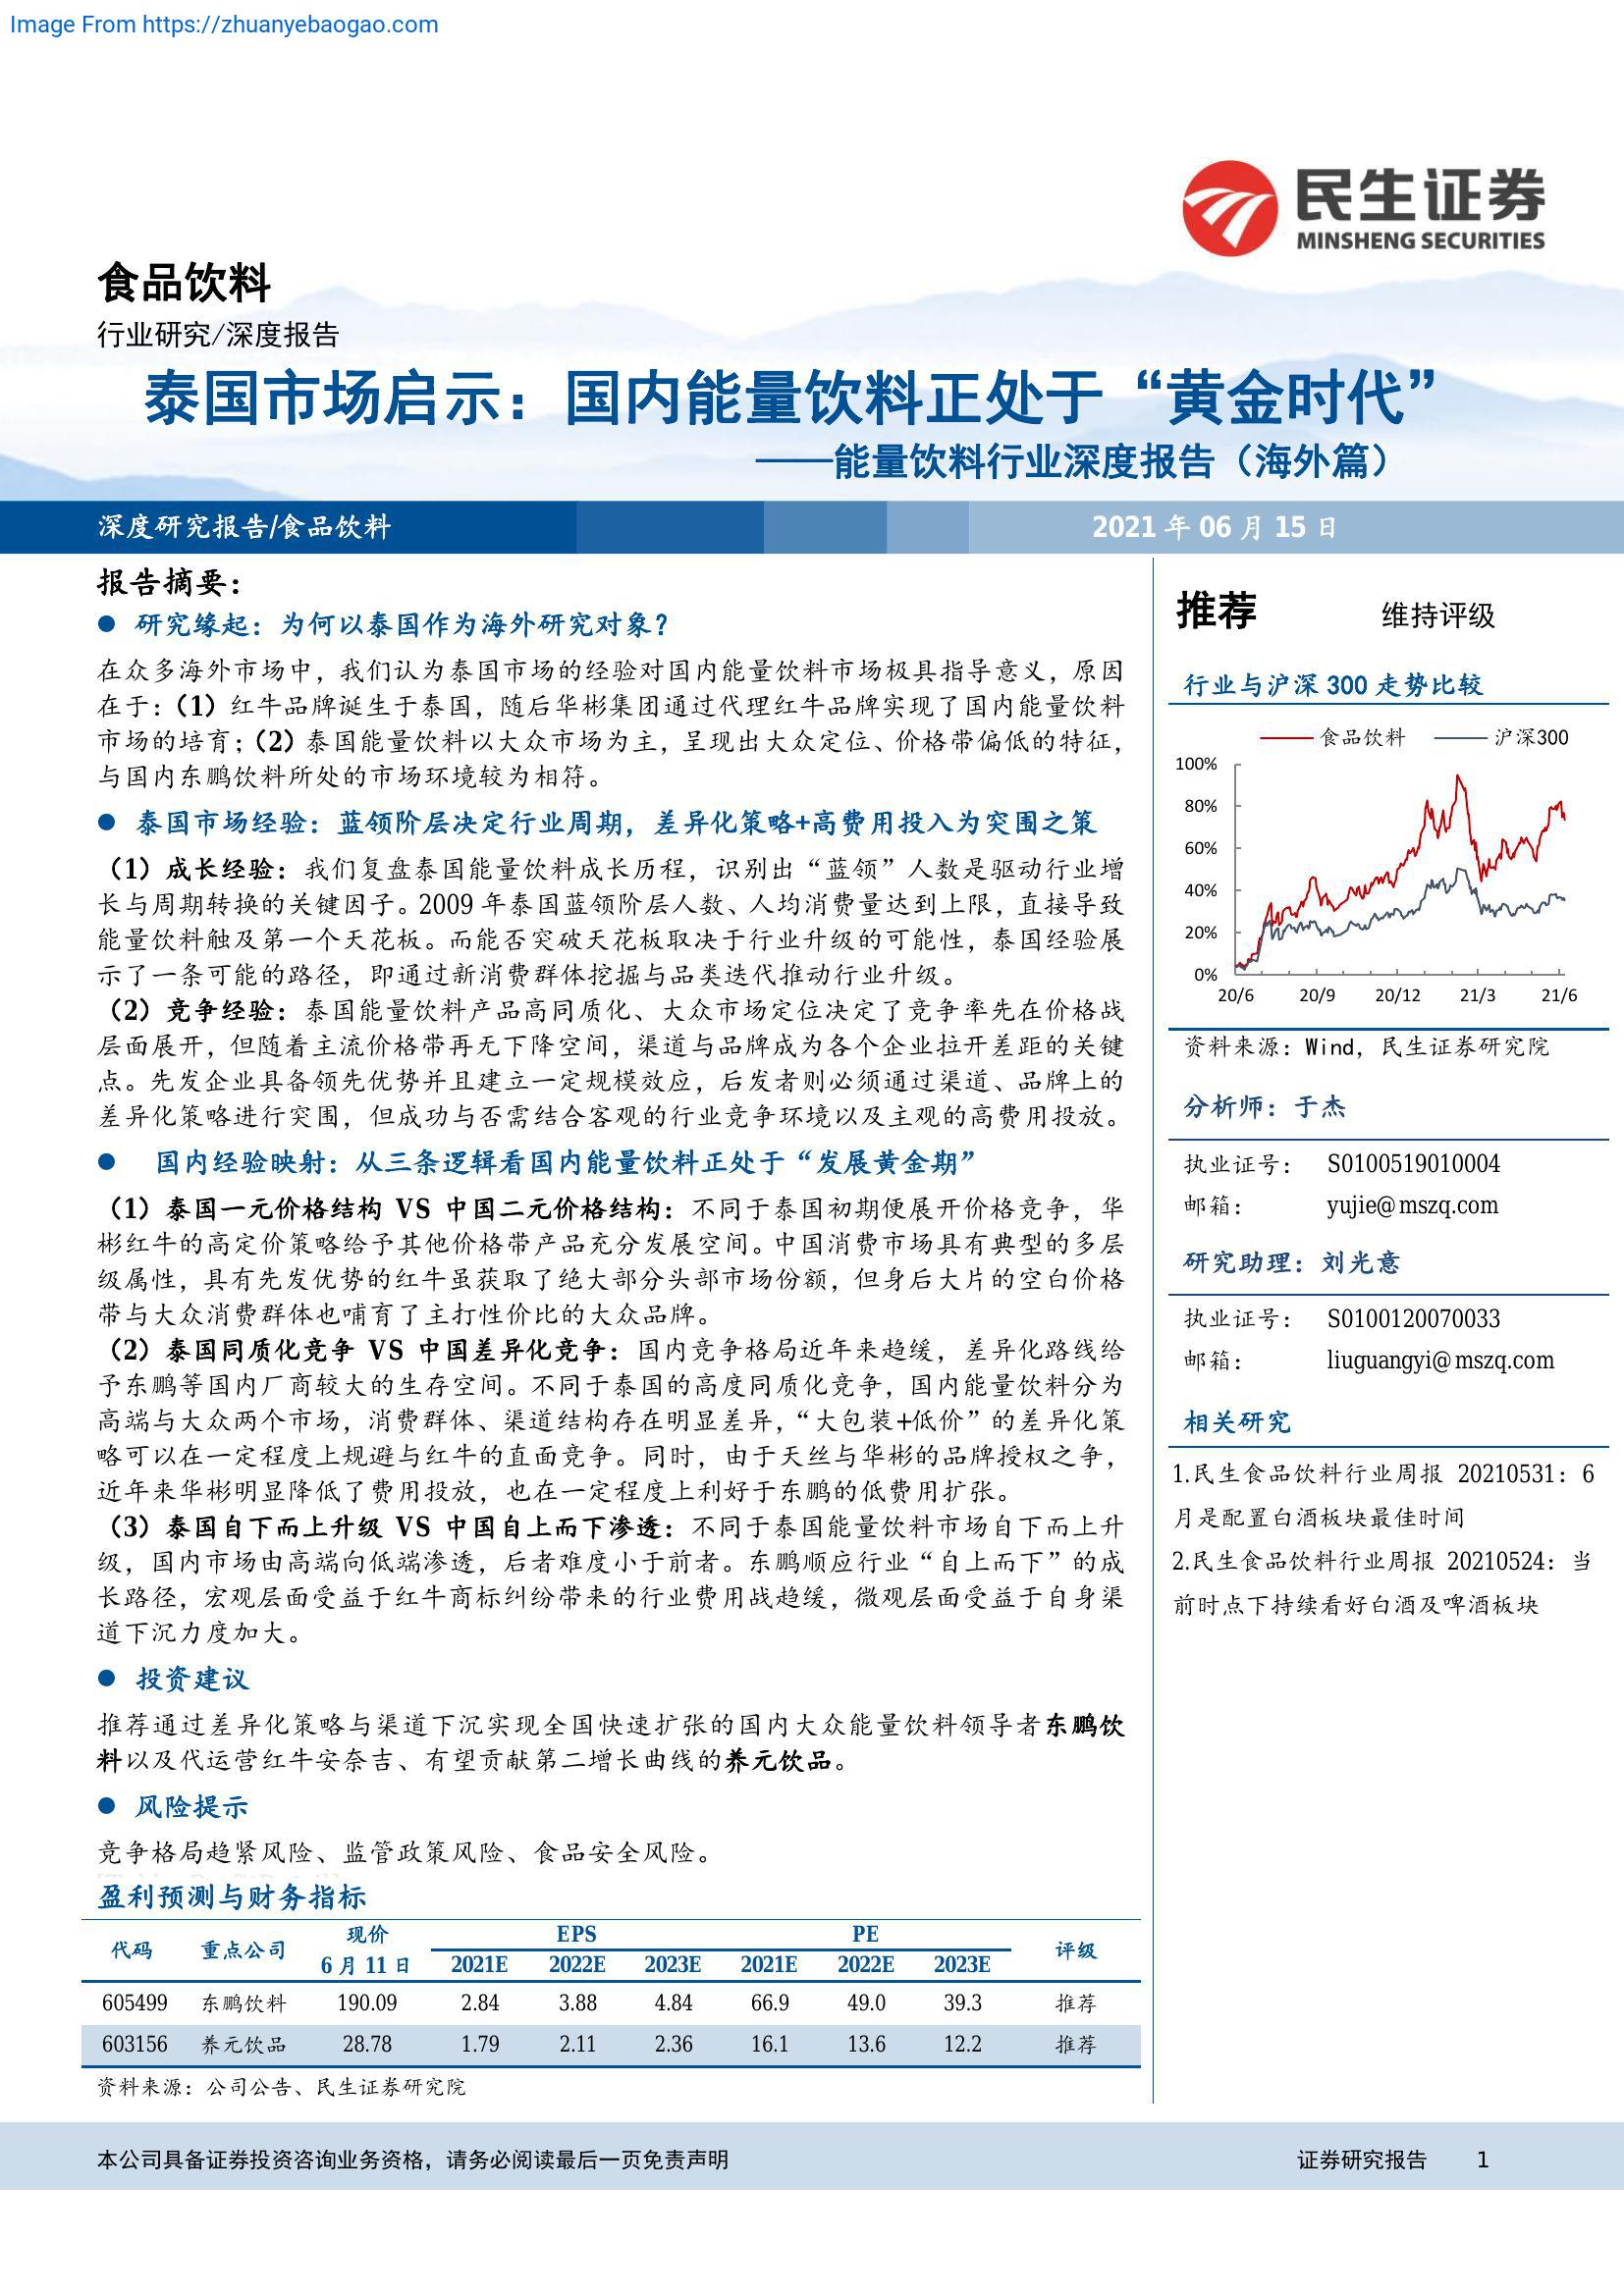 Image From https://zhuanyebaogao.com
民生证券
MINSHENG SECURITIES
食品饮料
行业研究/深度报告
泰国市场启示：国内能量饮料正处于“黄金时代”
——能量饮料行业深度报告（海外篇）
深度研究报告/食品饮料
2021 年 06 月 15 日
报告摘要：
● 研究缘起：为何以泰国作为海外研究对象？
在众多海外市场中，我们认为泰国市场的经验对国内能量饮料市场极具指导意义，原因
在于：（1）红牛品牌诞生于泰国，随后华彬集团通过代理红牛品牌实现了国内能量饮料
市场的培育；（2）泰国能量饮料以大众市场为主，呈现出大众定位、价格带偏低的特征，
与国内东鹏饮料所处的市场环境较为相符。
● 泰国市场经验：蓝领阶层决定行业周期，差异化策略+高费用投入为突围之策
（1）成长经验：我们复盘泰国能量饮料成长历程，识别出“蓝领”人数是驱动行业增
长与周期转换的关键因子。2009 年泰国蓝领阶层人数、人均消费量达到上限，直接导致
能量饮料触及第一个天花板。而能否突破天花板取决于行业升级的可能性，泰国经验展
示了一条可能的路径，即通过新消费群体挖掘与品类迭代推动行业升级。
（2）竞争经验：泰国能量饮料产品高同质化、大众市场定位决定了竞争率先在价格战
层面展开，但随着主流价格带再无下降空间，渠道与品牌成为各个企业拉开差距的关键
点。先发企业具备领先优势并且建立一定规模效应，后发者则必须通过渠道、品牌上的
差异化策略进行突围，但成功与否需结合客观的行业竞争环境以及主观的高费用投放。
● 国内经验映射：从三条逻辑看国内能量饮料正处于“发展黄金期”
（1）泰国一元价格结构 VS 中国二元价格结构：不同于泰国初期便展开价格竞争，华
彬红牛的高定价策略给予其他价格带产品充分发展空间。中国消费市场具有典型的多层
级属性，具有先发优势的红牛虽获取了绝大部分头部市场份额，但身后大片的空白价格
带与大众消费群体也哺育了主打性价比的大众品牌。
（2）泰国同质化竞争 VS 中国差异化竞争：国内竞争格局近年来趋缓，差异化路线给
予东鹏等国内厂商较大的生存空间。不同于泰国的高度同质化竞争，国内能量饮料分为
高端与大众两个市场，消费群体、渠道结构存在明显差异，“大包装+低价”的差异化策
略可以在一定程度上规避与红牛的直面竞争。同时，由于天丝与华彬的品牌授权之争，
近年来华彬明显降低了费用投放，也在一定程度上利好于东鹏的低费用扩张。
（3）泰国自下而上升级 VS 中国自上而下渗透：不同于泰国能量饮料市场自下而上升
级，国内市场由高端向低端渗透，后者难度小于前者。东鹏顺应行业“自上而下”的成
长路径，宏观层面受益于红牛商标纠纷带来的行业费用战趋缓，微观层面受益于自身渠
道下沉力度加大。
● 投资建议
推荐通过差异化策略与渠道下沉实现全国快速扩张的国内大众能量饮料领导者东鹏饮
料以及代运营红牛安奈吉、有望贡献第二增长曲线的养元饮品。
● 风险提示
竞争格局趋紧风险、监管政策风险、食品安全风险。
盈利预测与财务指标
代码 重点公司 现价 6 月 11 日 EPS PE 评级
2021E 2022E 2023E 2021E 2022E 2023E
605499 东鹏饮料 190.09 2.84 3.88 4.84 66.9 49.0 39.3 推荐
603156 养元饮品 28.78 1.79 2.11 2.36 16.1 13.6 12.2 推荐
资料来源：公司公告、民生证券研究院
推荐 维持评级
行业与沪深 300 走势比较
食品饮料 沪深300
100%
80%
60%
40%
20%
0%
20/6 20/9 20/12 21/3 21/6
资料来源：Wind，民生证券研究院
分析师：于杰
执业证号： S0100519010004
邮箱： yujie@mszq.com
研究助理：刘光意
执业证号： S0100120070033
邮箱： liuguangyi@mszq.com
相关研究
1.民生食品饮料行业周报 20210531：6
月是配置白酒板块最佳时间
2.民生食品饮料行业周报 20210524：当
前时点下持续看好白酒及啤酒板块
本公司具备证券投资咨询业务资格，请务必阅读最后一页免责声明
证券研究报告 1